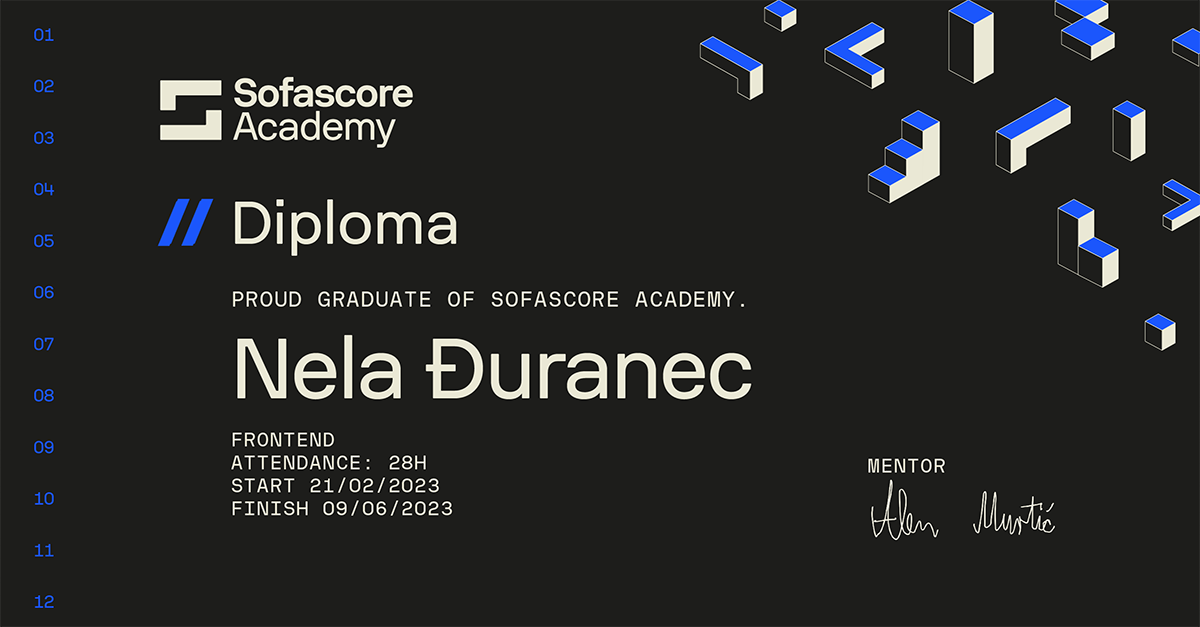 01
02
03
04
05
06
07
08
09
10
11
12
Sofascore
Academy
// Diploma
PROUD GRADUATE OF SOFASCORE ACADEMY.
Nela Đuranec
FRONTEND
ATTENDANCE: 28H
START 21/02/2023
FINISH 09/06/2023
MENTOR
Alen Murtić